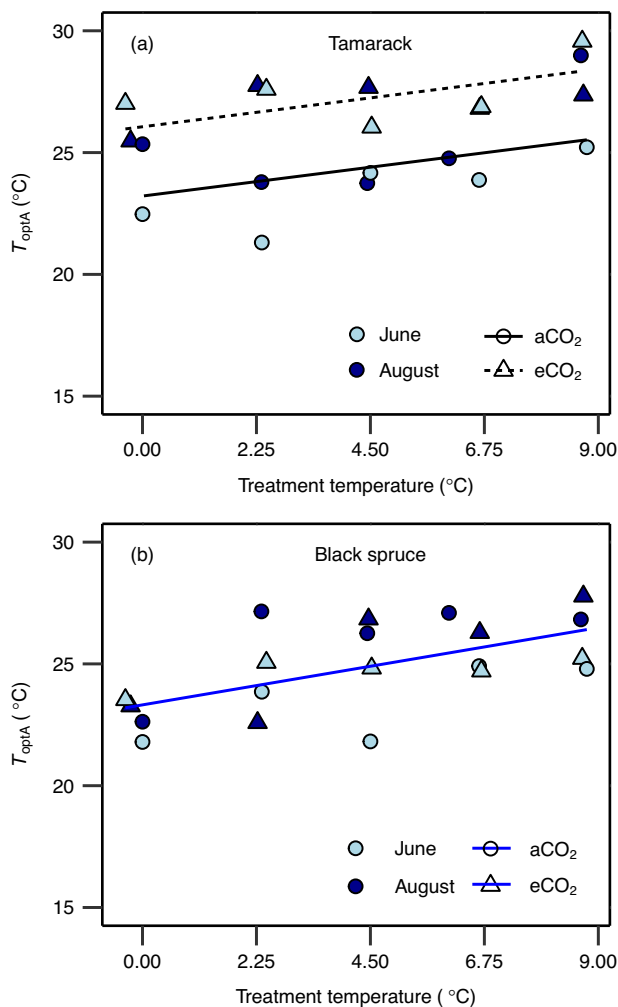 (a) Tamarack
30
25
20
15
T_optA (°C)
June aCO₂
August eCO₂
0.00 2.25 4.50 6.75 9.00
Treatment temperature (°C)
(b) Black spruce
30
25
20
15
T_optA (°C)
June aCO₂
August eCO₂
0.00 2.25 4.50 6.75 9.00
Treatment temperature ( °C)